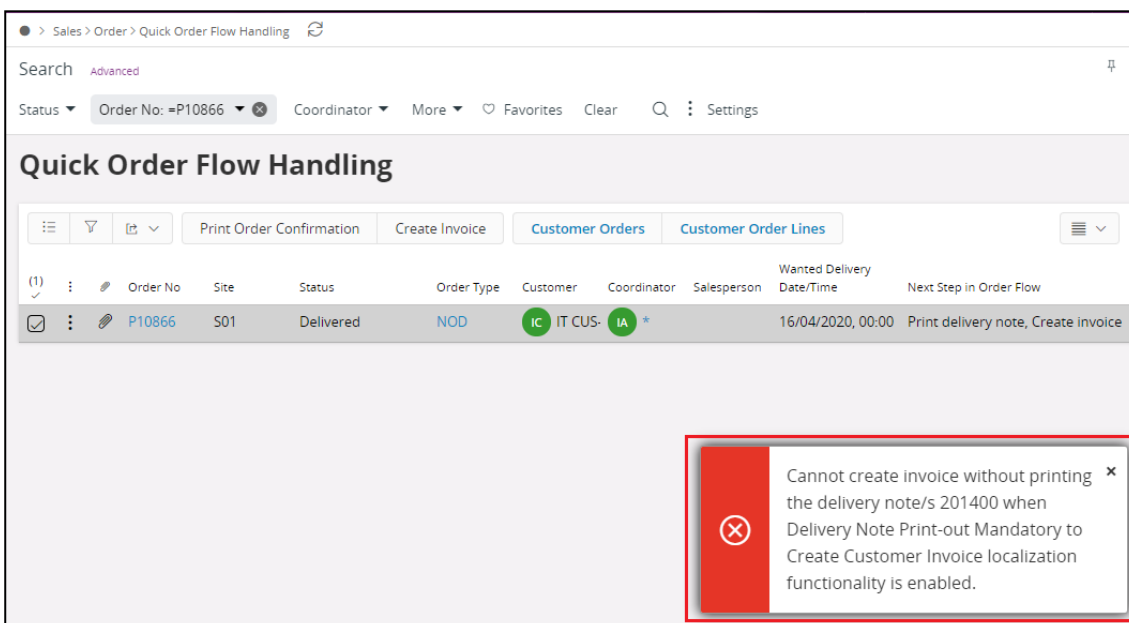 > Sales > Order > Quick Order Flow Handling
Search Advanced
Status Order No: =P10866 Coordinator More Favorites Clear Settings
Quick Order Flow Handling
Print Order Confirmation Create Invoice Customer Orders Customer Order Lines
Wanted Delivery
(1) Order No Site Status Order Type Customer Coordinator Salesperson Date/Time Next Step in Order Flow
P10866 S01 Delivered NOD IC IT CUS- IA * 16/04/2020, 00:00 Print delivery note, Create invoice
Cannot create invoice without printing
the delivery note/s 201400 when
Delivery Note Print-out Mandatory to
Create Customer Invoice localization
functionality is enabled.